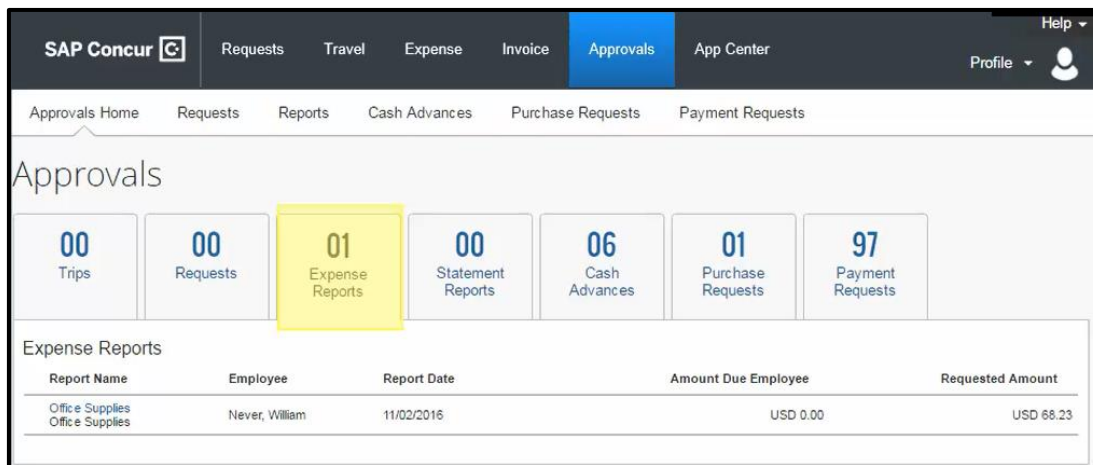 Help
SAP Concur C Requests Travel Expense Invoice Approvals App Center
Profile
Approvals Home Requests Reports Cash Advances Purchase Requests Payment Requests
Approvals
00 00 01 00 06 01 97
Trips Requests Expense Statement Cash Purchase Payment
Reports Reports Advances Requests Requests
Expense Reports
Report Name Employee Report Date Amount Due Employee Requested Amount
Office Supplies Never, William 11/02/2016 USD 0.00 USD 68.23
Office Supplies